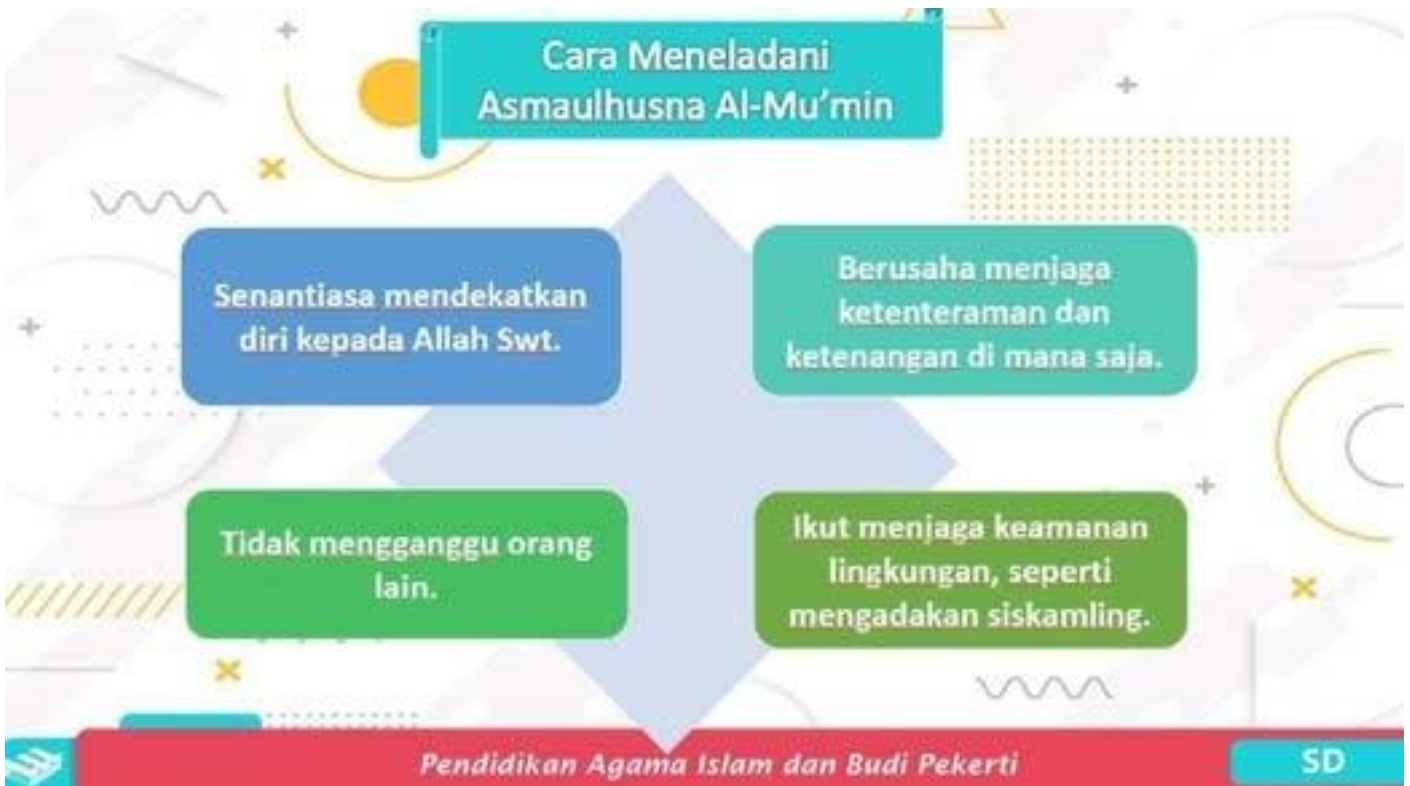 Cara Meneladani
Asmaulhusna Al-Mu’min
Senantiasa mendekatkan
diri kepada Allah Swt.
Berusaha menjaga
ketenteraman dan
ketenangan di mana saja.
Tidak mengganggu orang
lain.
Ikut menjaga keamanan
lingkungan, seperti
mengadakan siskamling.
Pendidikan Agama Islam dan Budi Pekerti
SD